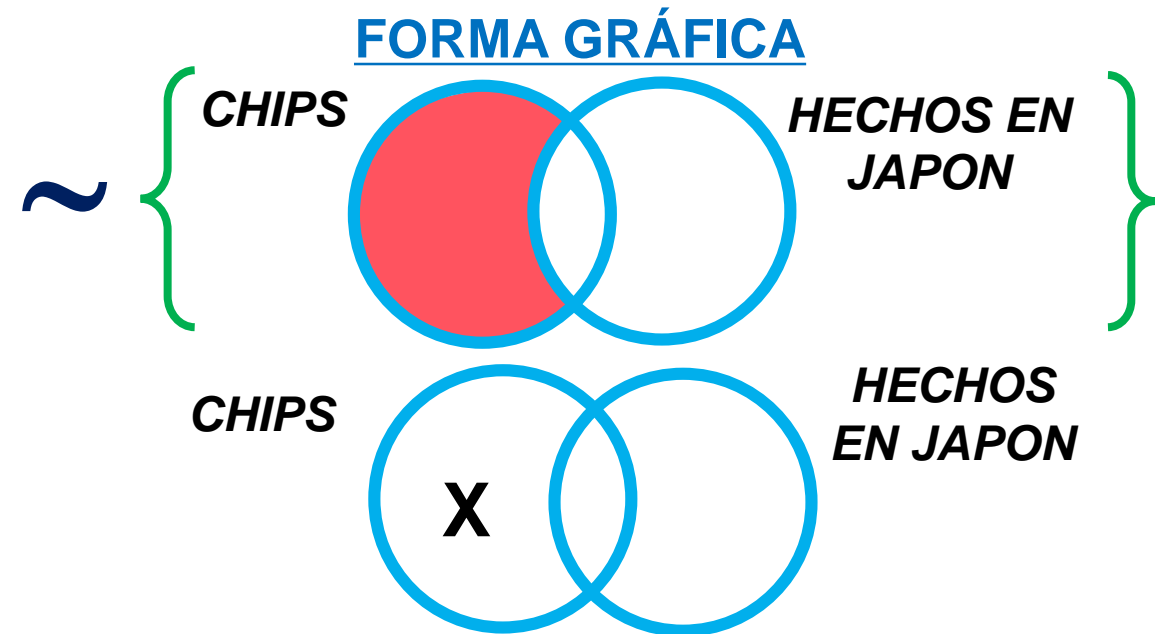 FORMA GRÁFICA
~
CHIPS
HECHOS EN
JAPON
CHIPS
HECHOS
EN JAPON
X